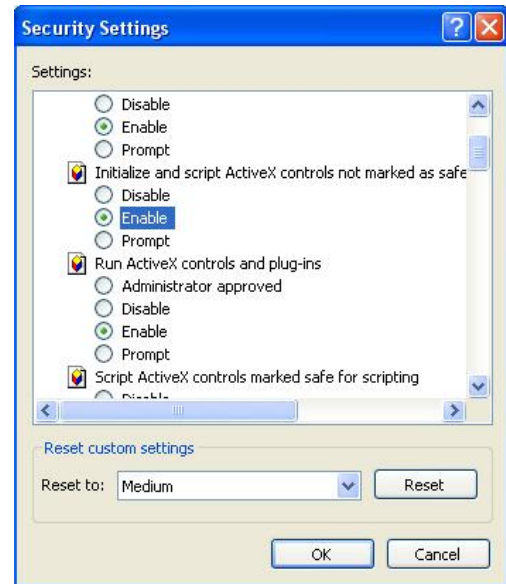 Security Settings
Settings:
Disable
Enable
Prompt
Initialize and script ActiveX controls not marked as safe
Disable
Enable
Prompt
Run ActiveX controls and plug-ins
Administrator approved
Disable
Enable
Prompt
Script ActiveX controls marked safe for scripting
Disable
Reset custom settings
Reset to: Medium Reset
OK Cancel